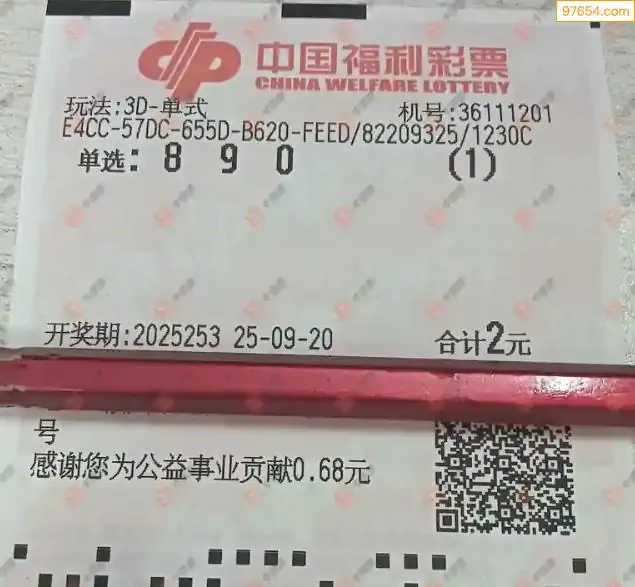 97654.com
中国福利彩票
CHINA WELFARE LOTTERY
玩法:3D-单式 机号:36111201
E4CC-57DC-655D-B620-FEED/82209325/1230C
单选: 8 9 0 (1)
开奖期:2025253 25-09-20 合计2元
号
感谢您为公益事业贡献0.68元